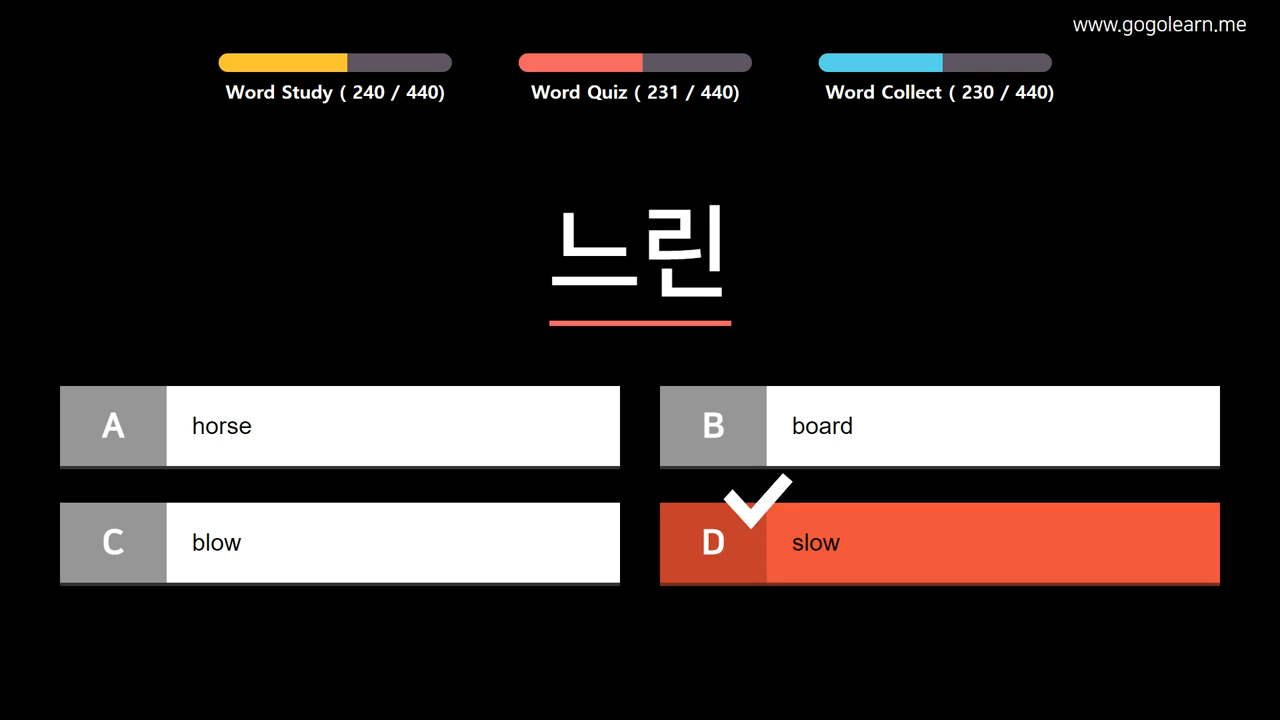 www.gogolearn.me
Word Study ( 240 / 440)
Word Quiz ( 231 / 440)
Word Collect ( 230 / 440)
느린
A horse
B board
C blow
D slow